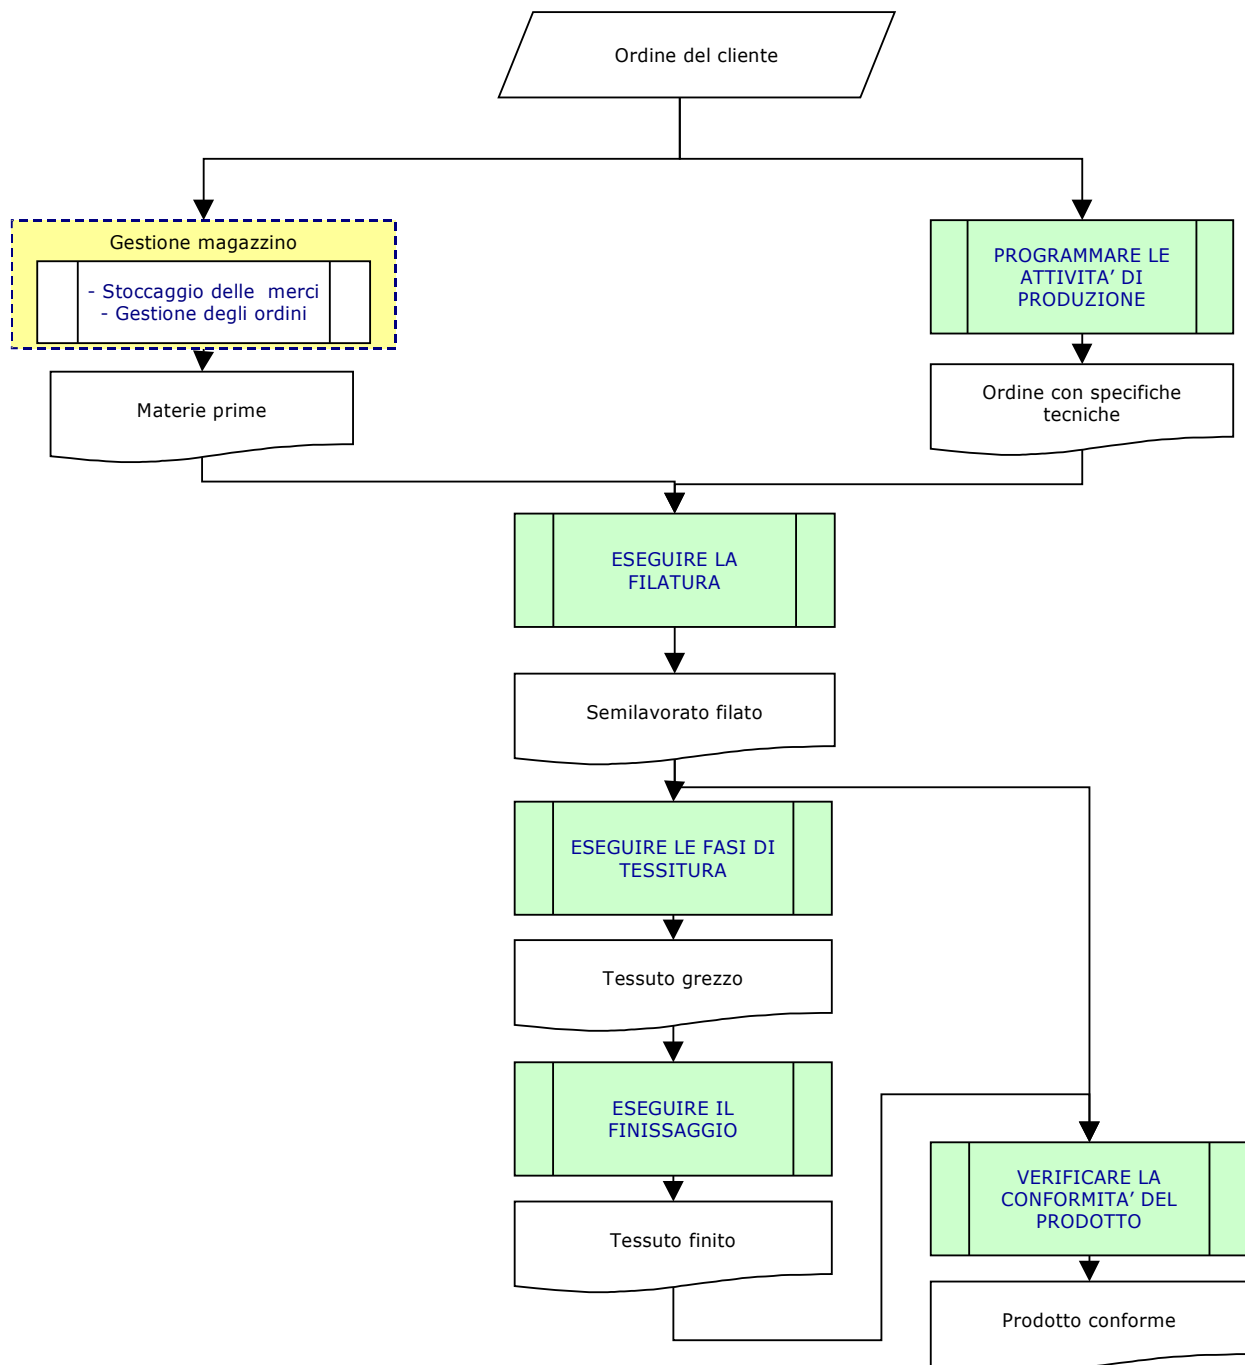 Ordine del cliente
Gestione magazzino
- Stoccaggio delle  merci
- Gestione degli ordini
PROGRAMMARE LE
ATTIVITA’ DI
PRODUZIONE
Materie prime
Ordine con specifiche
tecniche
ESEGUIRE LA
FILATURA
Semilavorato filato
ESEGUIRE LE FASI DI
TESSITURA
Tessuto grezzo
ESEGUIRE IL
FINISSAGGIO
VERIFICARE LA
CONFORMITA’ DEL
PRODOTTO
Tessuto finito
Prodotto conforme